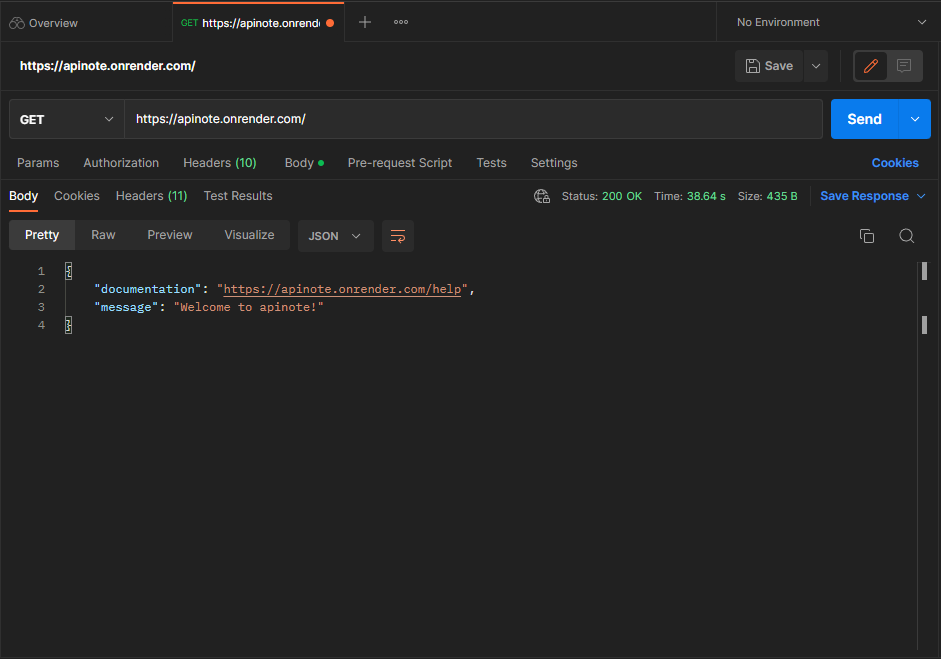 Overview
GET https://apinote.onrend
No Environment
https://apinote.onrender.com/
Save
GET
https://apinote.onrender.com/
Send
Params Authorization Headers (10) Body Pre-request Script Tests Settings Cookies
Body Cookies Headers (11) Test Results Status: 200 OK Time: 38.64 s Size: 435 B Save Response
Pretty Raw Preview Visualize JSON
1 {
2 "documentation": "https://apinote.onrender.com/help",
3 "message": "Welcome to apinote!"
4 }